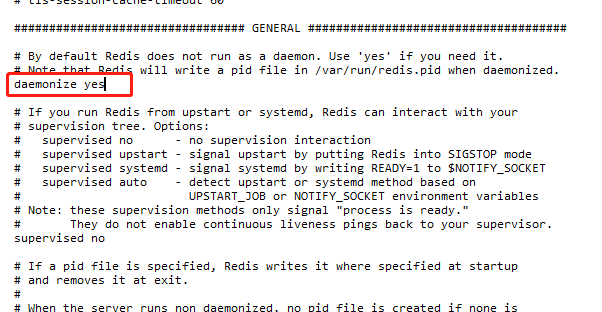 # tls-session-cache-timeout 60
################################# GENERAL #####################################
# By default Redis does not run as a daemon. Use 'yes' if you need it.
# Note that Redis will write a pid file in /var/run/redis.pid when daemonized.
daemonize yes
# If you run Redis from upstart or systemd, Redis can interact with your
# supervision tree. Options:
#   supervised no      - no supervision interaction
#   supervised upstart - signal upstart by putting Redis into SIGSTOP mode
#   supervised systemd - signal systemd by writing READY=1 to $NOTIFY_SOCKET
#   supervised auto    - detect upstart or systemd method based on
#                        UPSTART_JOB or NOTIFY_SOCKET environment variables
# Note: these supervision methods only signal "process is ready."
#       They do not enable continuous liveness pings back to your supervisor.
supervised no
# If a pid file is specified, Redis writes it where specified at startup
# and removes it at exit.
#
# When the server runs non daemonized, no pid file is created if none is